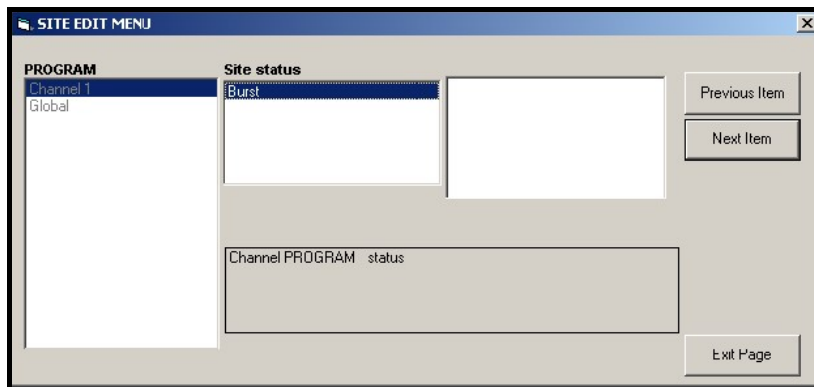 SITE EDIT MENU
PROGRAM
Channel 1
Global
Site status
Burst
Previous Item
Next Item
Channel PROGRAM status
Exit Page